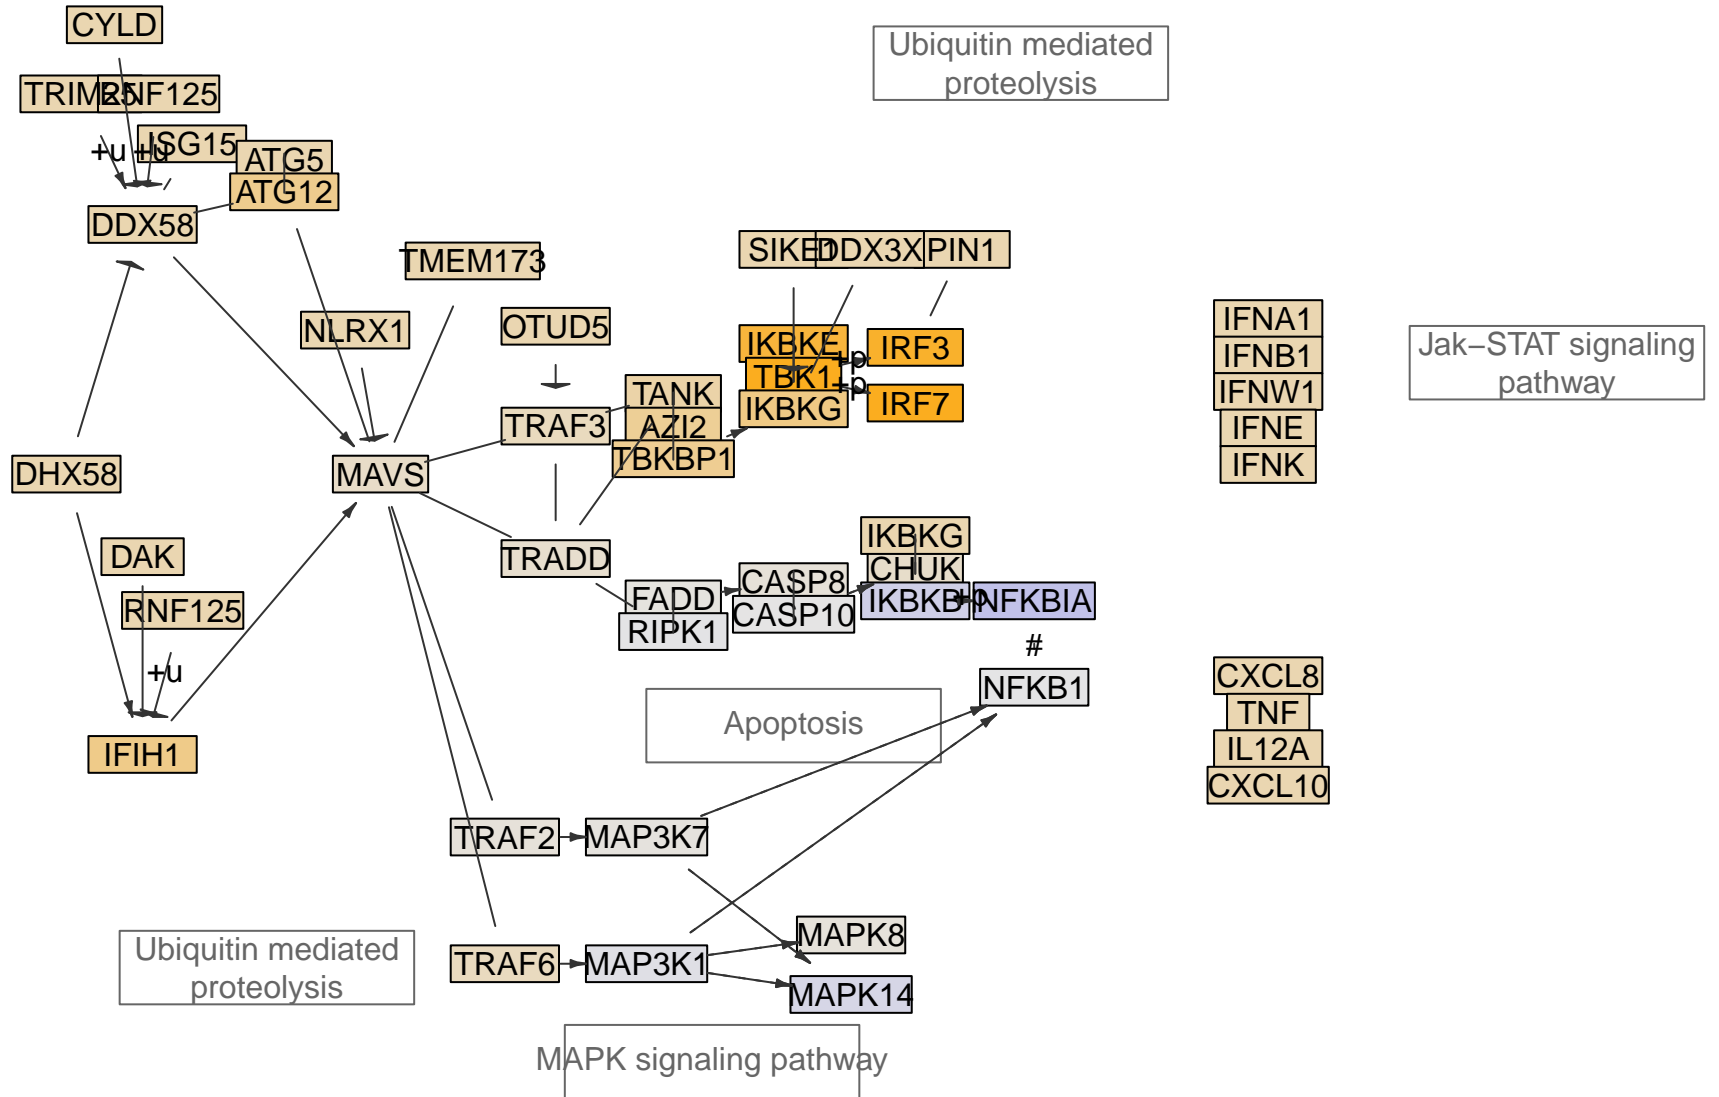 CYLD
Ubiquitin mediated
proteolysis
TRIM25
RNF125
+u
+u
ISG15
ATG5
ATG12
DDX58
TMEM173
SIKE1
DDX3X
PIN1
NLRX1
OTUD5
IKBKE
+p
IRF3
TBK1
+p
IKBKG
IRF7
IFNA1
IFNB1
IFNW1
IFNE
IFNK
Jak−STAT signaling
pathway
TANK
TRAF3
AZI2
TBKBP1
DHX58
MAVS
DAK
RNF125
+u
TRADD
FADD
RIPK1
CASP8
CASP10
IKBKG
CHUK
IKBKB
+p
NFKBIA
#
NFKB1
CXCL8
TNF
IL12A
CXCL10
Apoptosis
IFIH1
TRAF2
MAP3K7
MAPK8
TRAF6
MAP3K1
MAPK14
Ubiquitin mediated
proteolysis
MAPK signaling pathway